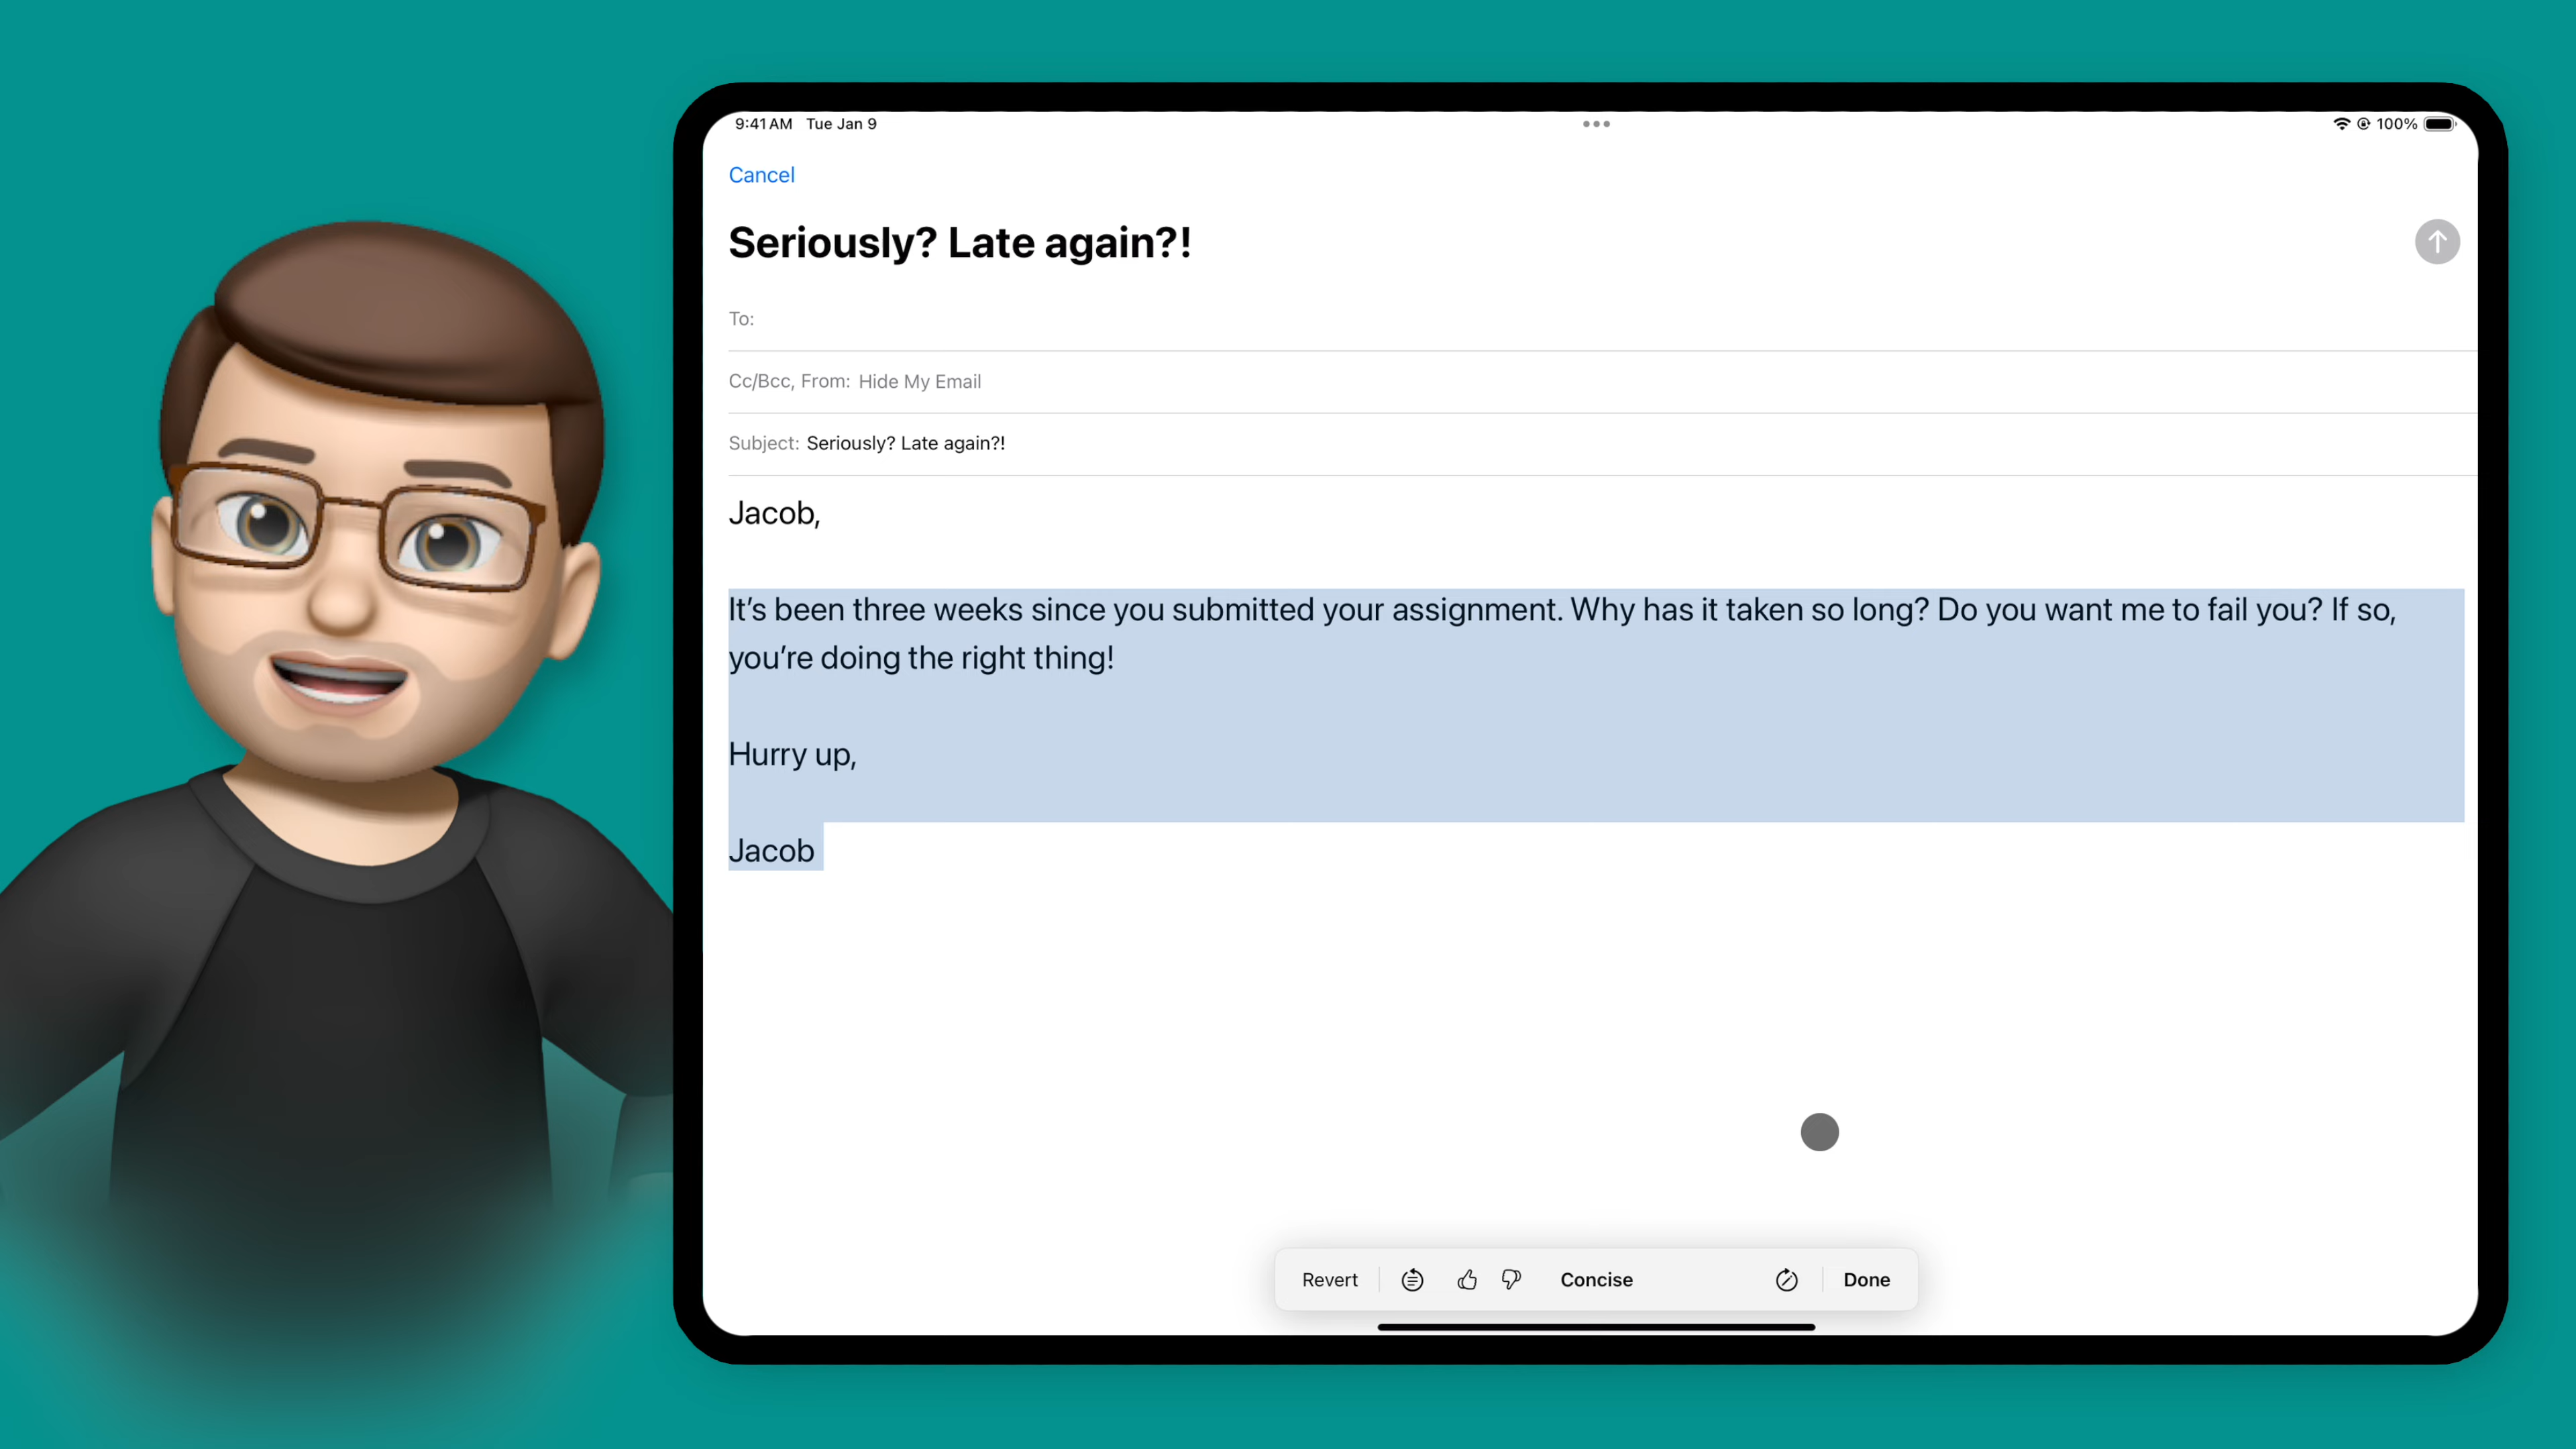 9:41 AM Tue Jan 9
100%
Cancel
Seriously? Late again?!
To:
Cc/Bcc, From: Hide My Email
Subject: Seriously? Late again?!
Jacob,
It’s been three weeks since you submitted your assignment. Why has it taken so long? Do you want me to fail you? If so,
you’re doing the right thing!
Hurry up,
Jacob
Revert
Concise
Done